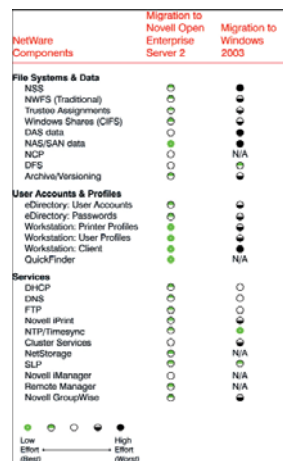 NetWare Components
Migration to Novell Open Enterprise Server 2
Migration to Windows 2003
File Systems & Data
NSS
NWFS (Traditional)
Trustee Assignments
Windows Shares (CIFS)
DAS data
NAS/SAN data
NCP N/A
DFS
Archive/Versioning
User Accounts & Profiles
eDirectory: User Accounts
eDirectory: Passwords
Workstation: Printer Profiles
Workstation: User Profiles
Workstation: Client
QuickFinder N/A
Services
DHCP
DNS
FTP
Novell iPrint
NTP/Timesync
Cluster Services
NetStorage N/A
SLP
Novell iManager N/A
Remote Manager N/A
Novell GroupWise
Low Effort (Best)
High Effort (Worst)